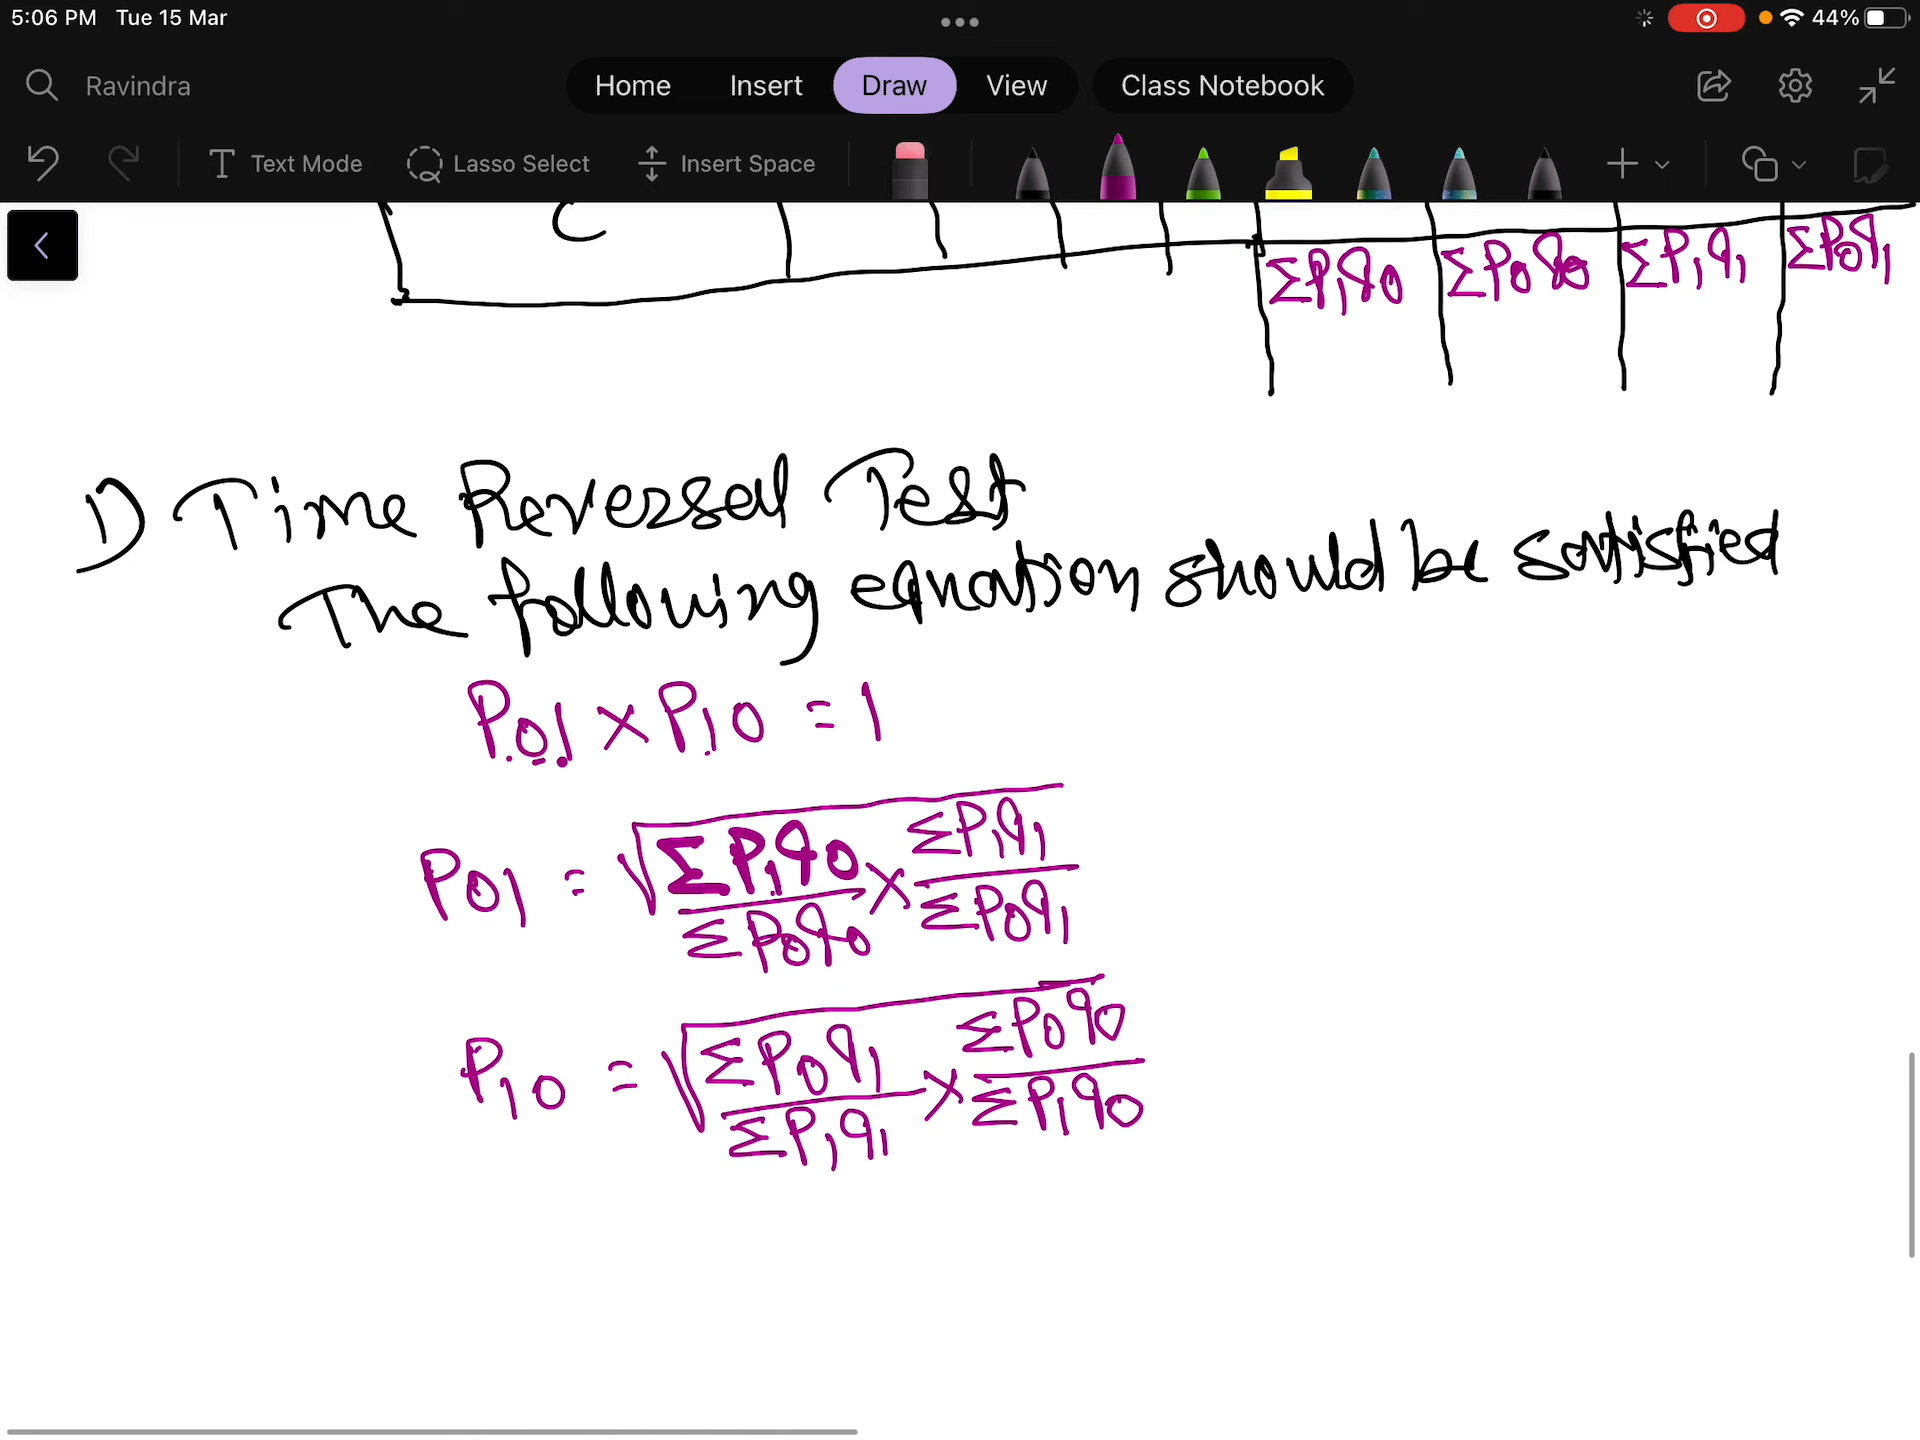 5:06 PM Tue 15 Mar 44%
Ravindra Home Insert Draw View Class Notebook
Text Mode Lasso Select Insert Space
C
ΣP₁q₀ Σp₀q₀ Σp₁q₁ Σp₀q₁
1) Time Reversal Test
The following equation should be satisfied
P₀₁ × P₁₀ = 1
P₀₁ = √(ΣP₁q₀/ΣP₀q₀ × ΣP₁q₁/ΣP₀q₁)
P₁₀ = √(ΣP₀q₁/ΣP₁q₁ × ΣP₀q₀/ΣP₁q₀)